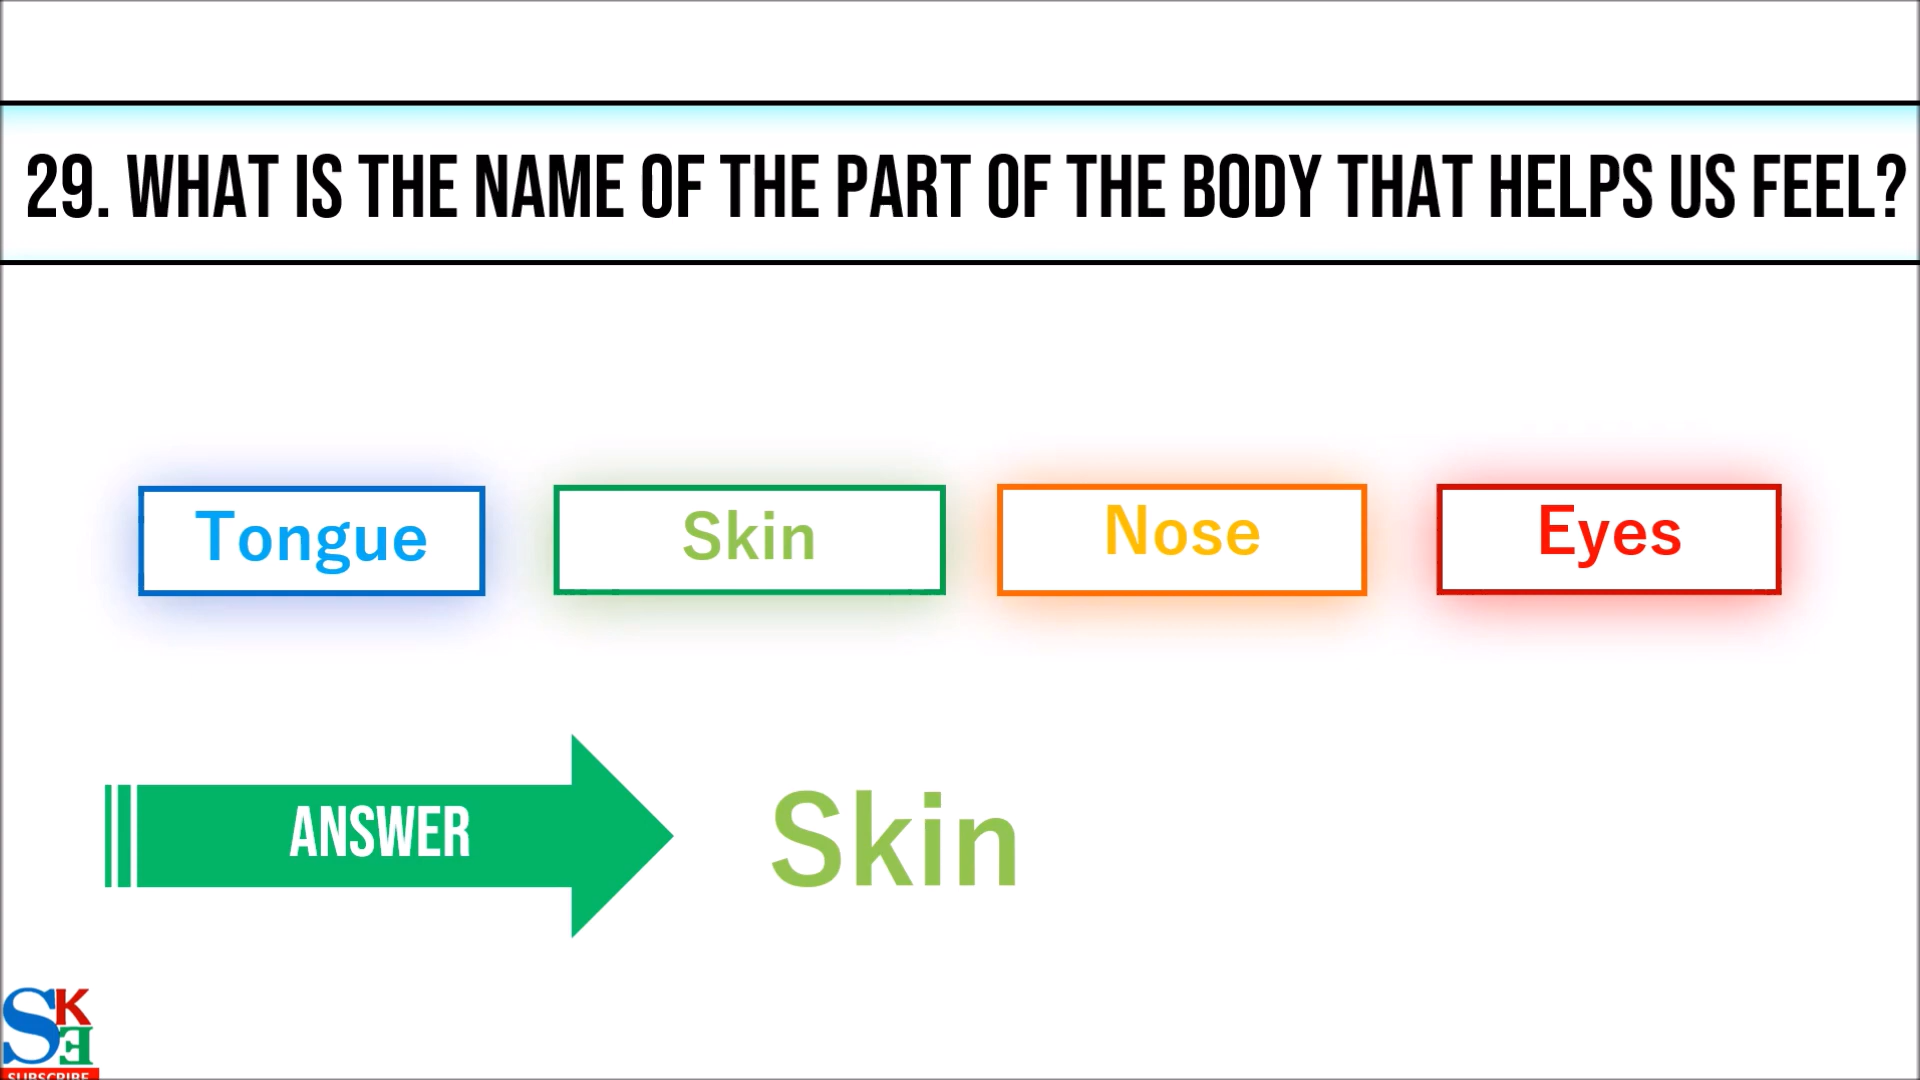 29. WHAT IS THE NAME OF THE PART OF THE BODY THAT HELPS US FEEL?
Tongue
Skin
Nose
Eyes
ANSWER
Skin
SKE
SUBSCRIBE